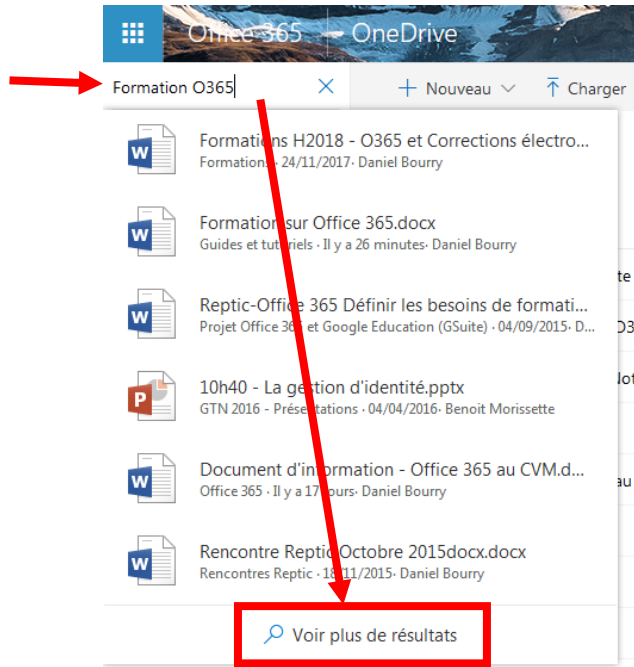 Office 365 OneDrive
Formation O365 Nouveau Charger
Formations H2018 - O365 et Corrections électro...
Formations · 24/11/2017 · Daniel Bourry
Formation sur Office 365.docx
Guides et tutoriels · Il y a 26 minutes · Daniel Bourry
te
Reptic-Office 365 Définir les besoins de formati...
Projet Office 365 et Google Education (GSuite) · 04/09/2015 · D...
O3
10h40 - La gestion d'identité.pptx
GTN 2016 - Présentations · 04/04/2016 · Benoit Morissette
Not
Document d'information - Office 365 au CVM.d...
Office 365 · Il y a 17 jours · Daniel Bourry
au
Rencontre Reptic Octobre 2015docx.docx
Rencontres Reptic · 18/11/2015 · Daniel Bourry
Voir plus de résultats